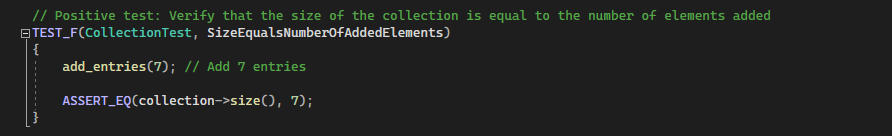 // Positive test: Verify that the size of the collection is equal to the number of elements added
TEST_F(CollectionTest, SizeEqualsNumberOfAddedElements)
{
add_entries(7); // Add 7 entries
ASSERT_EQ(collection->size(), 7);
}